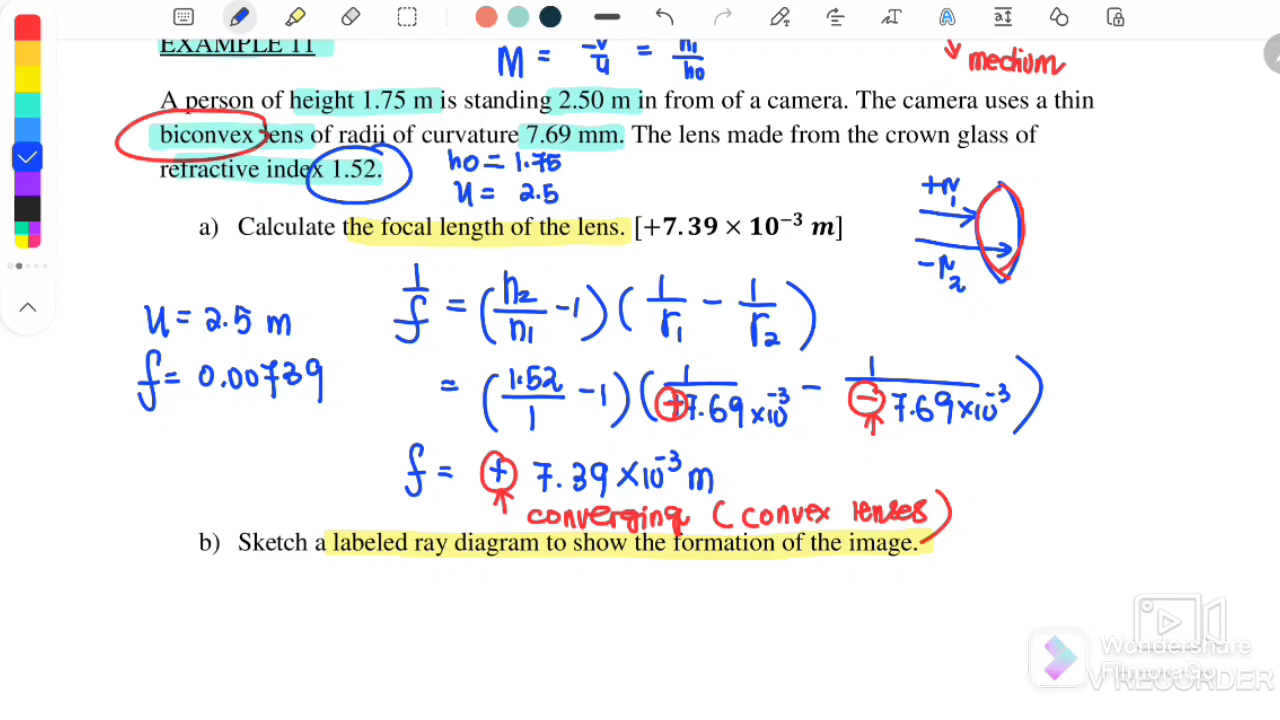 EXAMPLE 11
M = -v/u = hi/ho
medium
A person of height 1.75 m is standing 2.50 m in from of a camera. The camera uses a thin
biconvex lens of radii of curvature 7.69 mm. The lens made from the crown glass of
refractive index 1.52.
ho = 1.75
u = 2.5
+r1
-r2
a) Calculate the focal length of the lens. [+7.39 × 10⁻³ m]
1/f = (n2/n1 - 1)(1/r1 - 1/r2)
u = 2.5 m
f = 0.00739
= (1.52/1 - 1)(1/+7.69×10⁻³ - 1/-7.69×10⁻³)
f = + 7.39 ×10⁻³ m
converging (convex lenses)
b) Sketch a labeled ray diagram to show the formation of the image.
Wondershare
FilmoraGo
V RECORDER